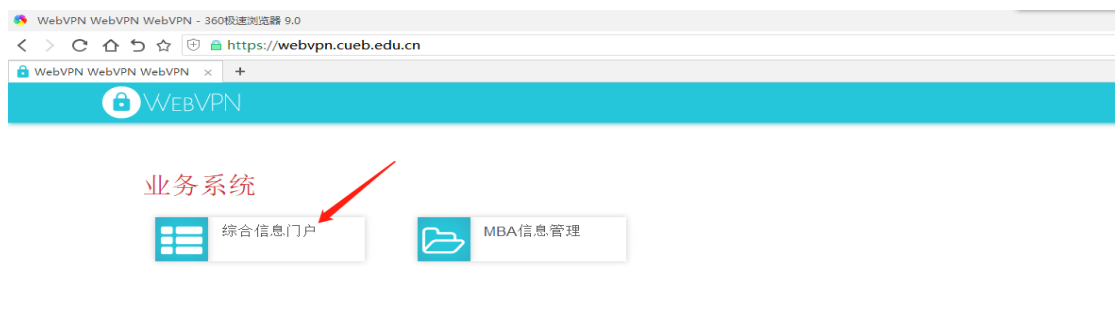 WebVPN WebVPN WebVPN - 360极速浏览器 9.0
https://webvpn.cueb.edu.cn
WebVPN WebVPN WebVPN × +
WEBVPN
业务系统
综合信息门户 MBA信息管理